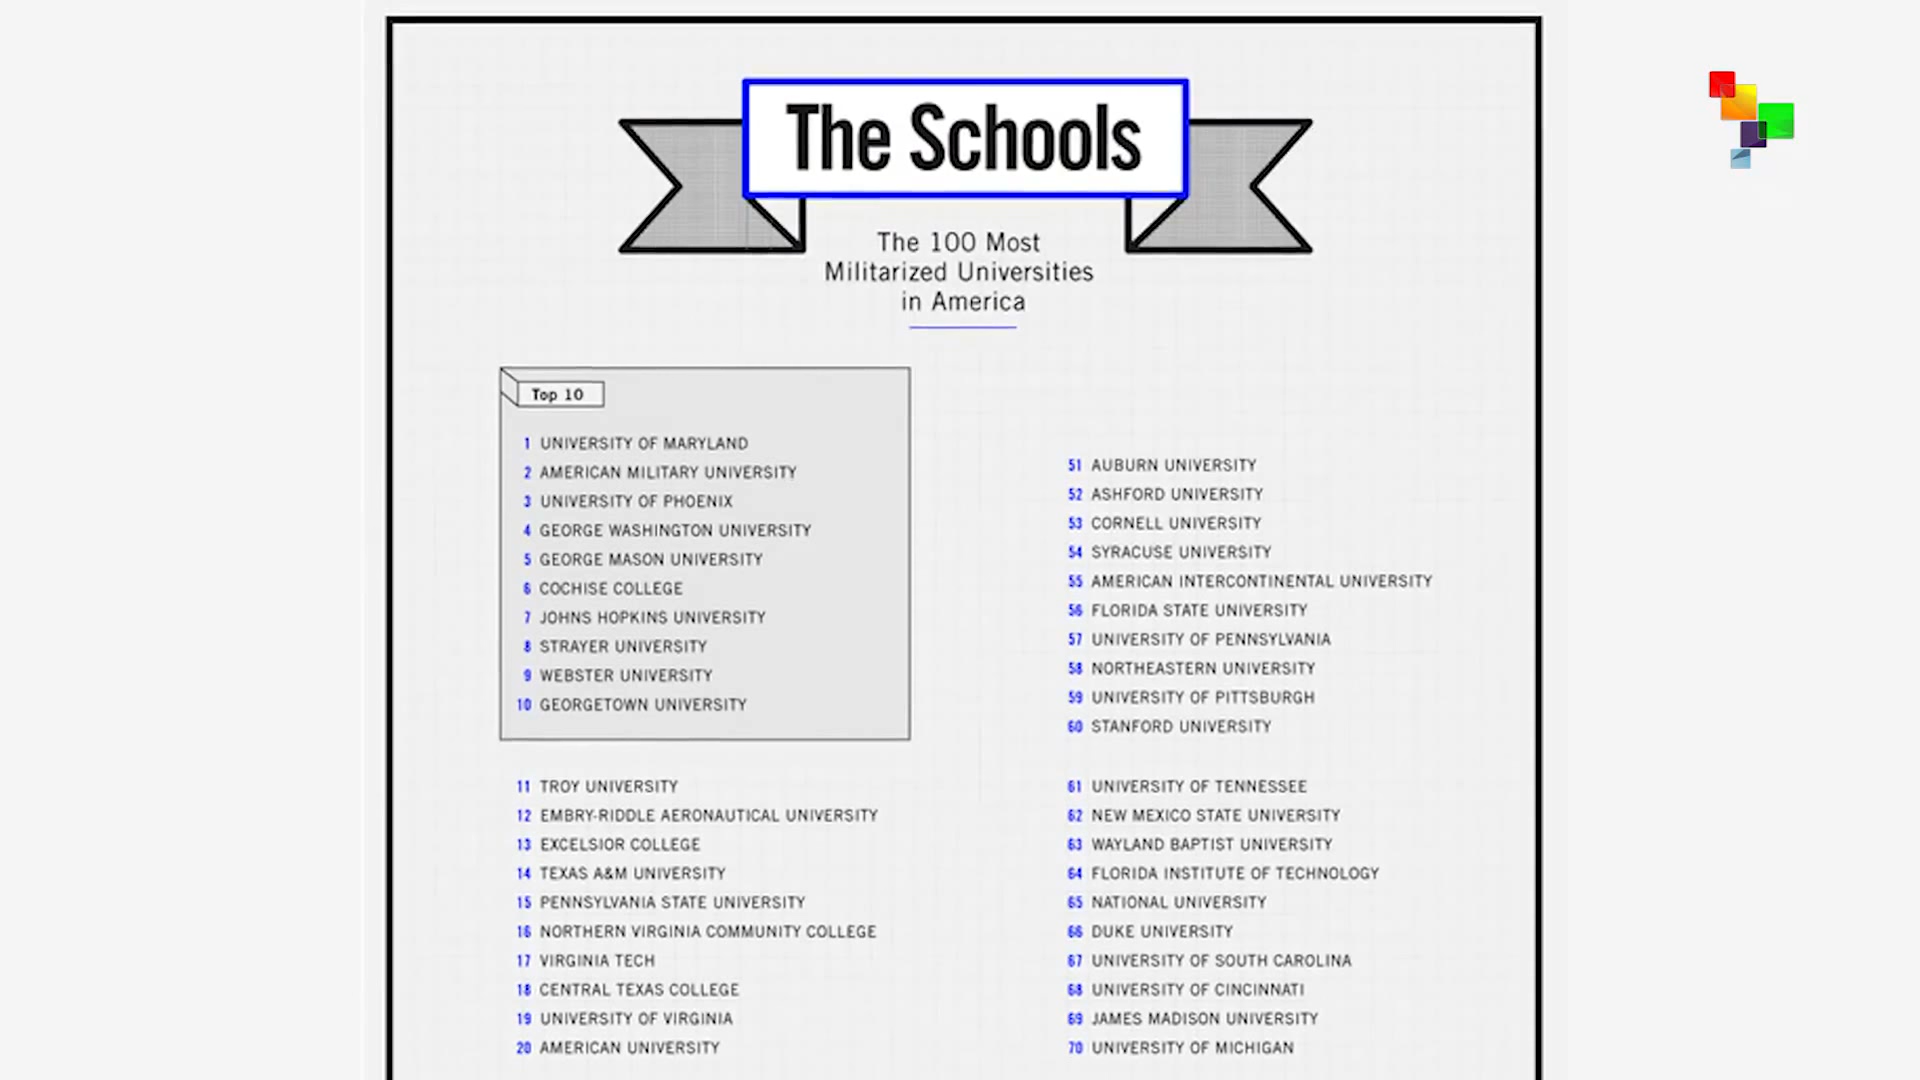 The Schools
The 100 Most
Militarized Universities
in America
Top 10
1 UNIVERSITY OF MARYLAND
2 AMERICAN MILITARY UNIVERSITY
3 UNIVERSITY OF PHOENIX
4 GEORGE WASHINGTON UNIVERSITY
5 GEORGE MASON UNIVERSITY
6 COCHISE COLLEGE
7 JOHNS HOPKINS UNIVERSITY
8 STRAYER UNIVERSITY
9 WEBSTER UNIVERSITY
10 GEORGETOWN UNIVERSITY
11 TROY UNIVERSITY
12 EMBRY-RIDDLE AERONAUTICAL UNIVERSITY
13 EXCELSIOR COLLEGE
14 TEXAS A&M UNIVERSITY
15 PENNSYLVANIA STATE UNIVERSITY
16 NORTHERN VIRGINIA COMMUNITY COLLEGE
17 VIRGINIA TECH
18 CENTRAL TEXAS COLLEGE
19 UNIVERSITY OF VIRGINIA
20 AMERICAN UNIVERSITY
51 AUBURN UNIVERSITY
52 ASHFORD UNIVERSITY
53 CORNELL UNIVERSITY
54 SYRACUSE UNIVERSITY
55 AMERICAN INTERCONTINENTAL UNIVERSITY
56 FLORIDA STATE UNIVERSITY
57 UNIVERSITY OF PENNSYLVANIA
58 NORTHEASTERN UNIVERSITY
59 UNIVERSITY OF PITTSBURGH
60 STANFORD UNIVERSITY
61 UNIVERSITY OF TENNESSEE
62 NEW MEXICO STATE UNIVERSITY
63 WAYLAND BAPTIST UNIVERSITY
64 FLORIDA INSTITUTE OF TECHNOLOGY
65 NATIONAL UNIVERSITY
66 DUKE UNIVERSITY
67 UNIVERSITY OF SOUTH CAROLINA
68 UNIVERSITY OF CINCINNATI
69 JAMES MADISON UNIVERSITY
70 UNIVERSITY OF MICHIGAN